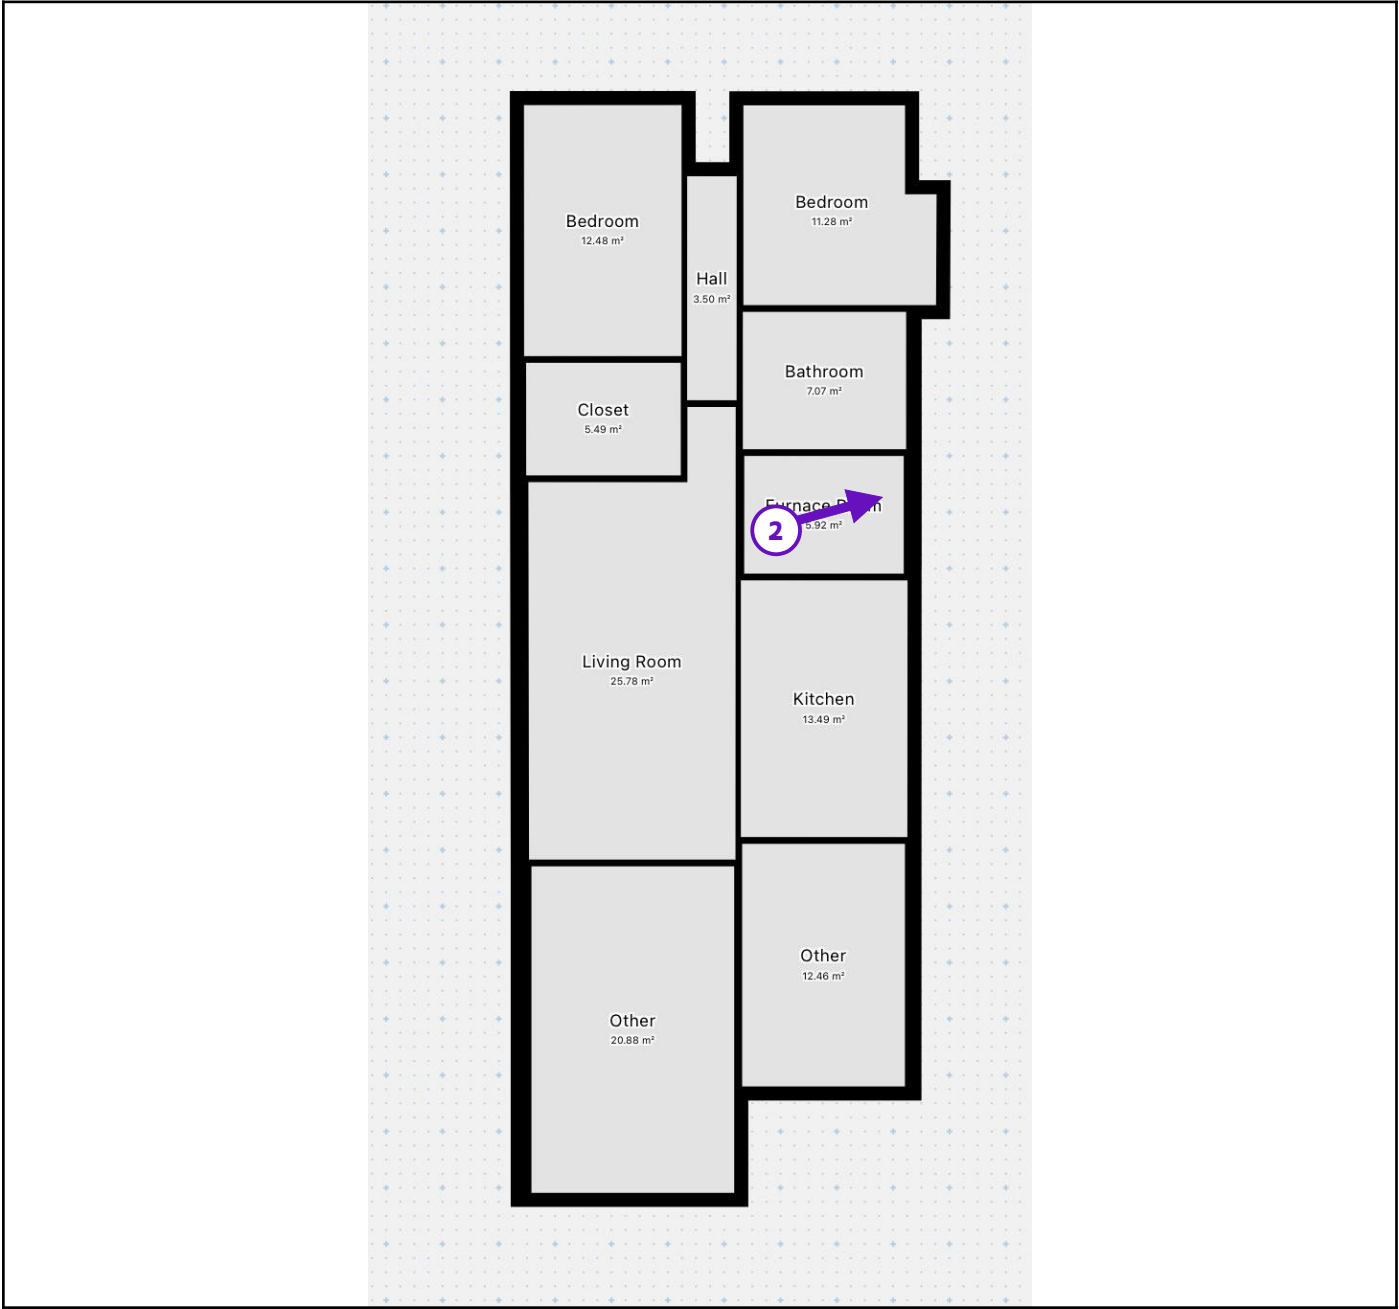 Bedroom
12.48 m²
Bedroom
11.28 m²
Hall
3.50 m²
Bathroom
7.07 m²
Closet
5.49 m²
Furnace Room
2
5.92 m²
Living Room
25.78 m²
Kitchen
13.49 m²
Other
12.46 m²
Other
20.88 m²